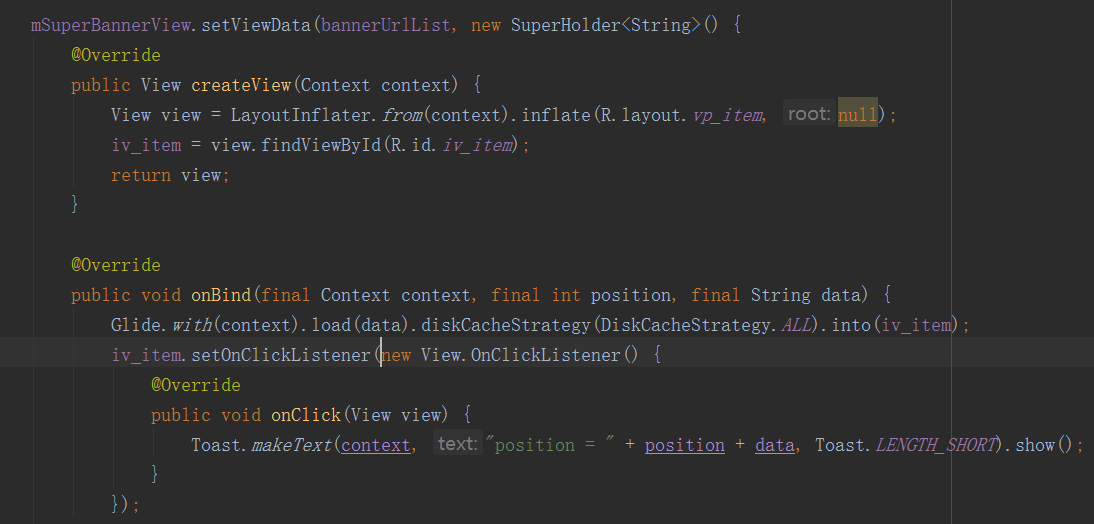 mSuperBannerView.setViewData(bannerUrlList, new SuperHolder<String>() {
    @Override
    public View createView(Context context) {
        View view = LayoutInflater.from(context).inflate(R.layout.vp_item, root: null);
        iv_item = view.findViewById(R.id.iv_item);
        return view;
    }

    @Override
    public void onBind(final Context context, final int position, final String data) {
        Glide.with(context).load(data).diskCacheStrategy(DiskCacheStrategy.ALL).into(iv_item);
        iv_item.setOnClickListener(new View.OnClickListener() {
            @Override
            public void onClick(View view) {
                Toast.makeText(context, text: "position = " + position + data, Toast.LENGTH_SHORT).show();
            }
        });